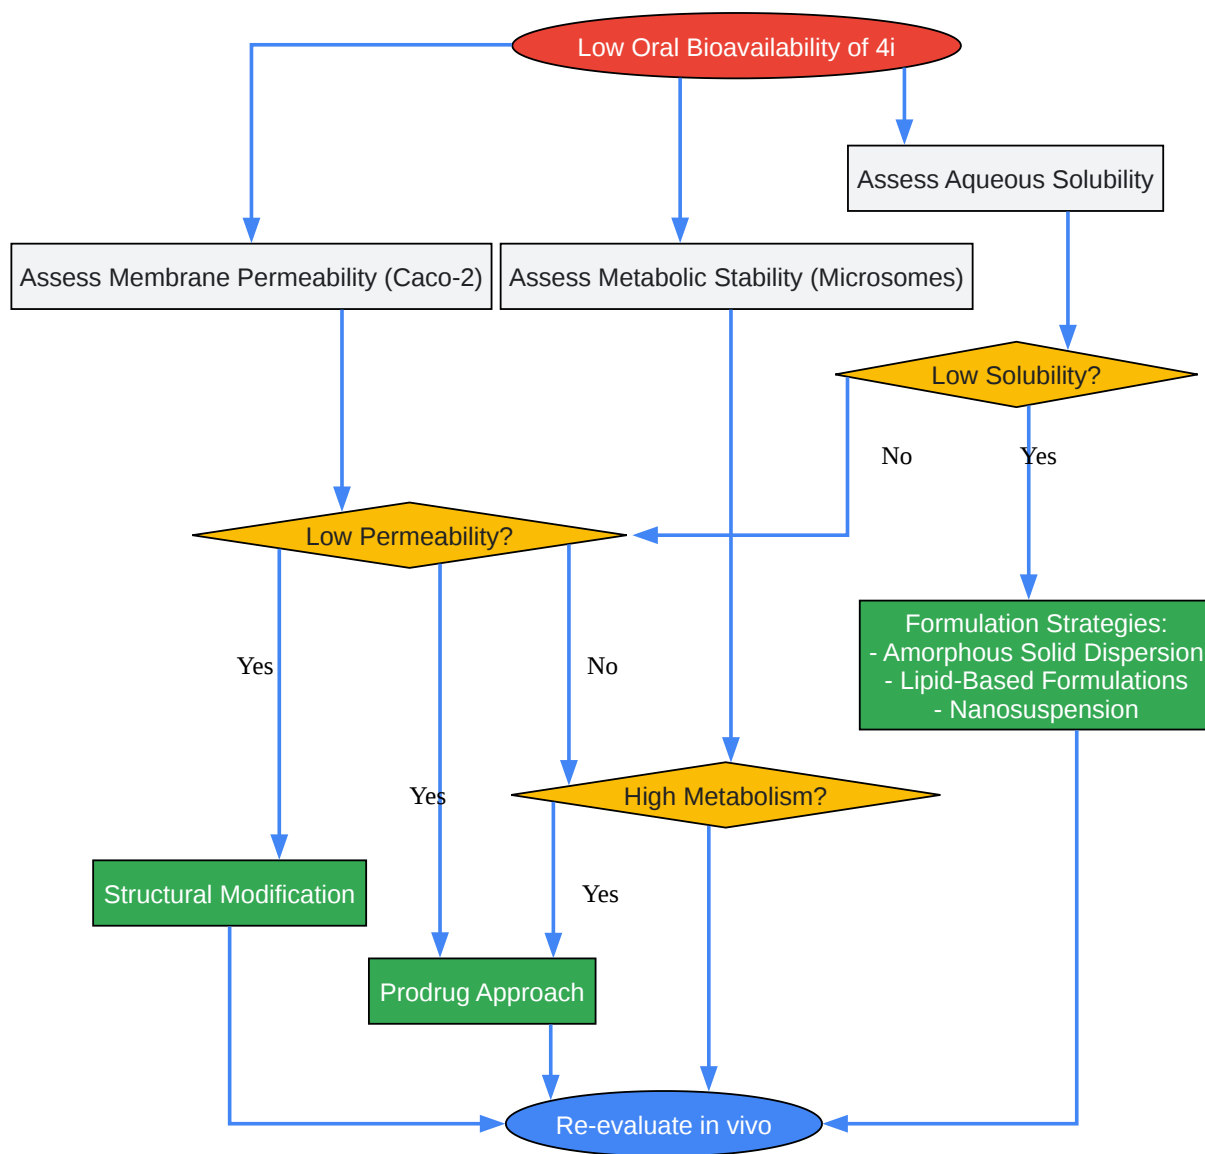 Low Oral Bioavailability of 4i
Assess Aqueous Solubility
Assess Membrane Permeability (Caco-2)
Assess Metabolic Stability (Microsomes)
Low Solubility?
No
Yes
Low Permeability?
Formulation Strategies:
- Amorphous Solid Dispersion
- Lipid-Based Formulations
- Nanosuspension
Yes
No
Yes
High Metabolism?
Structural Modification
Yes
Prodrug Approach
Re-evaluate in vivo